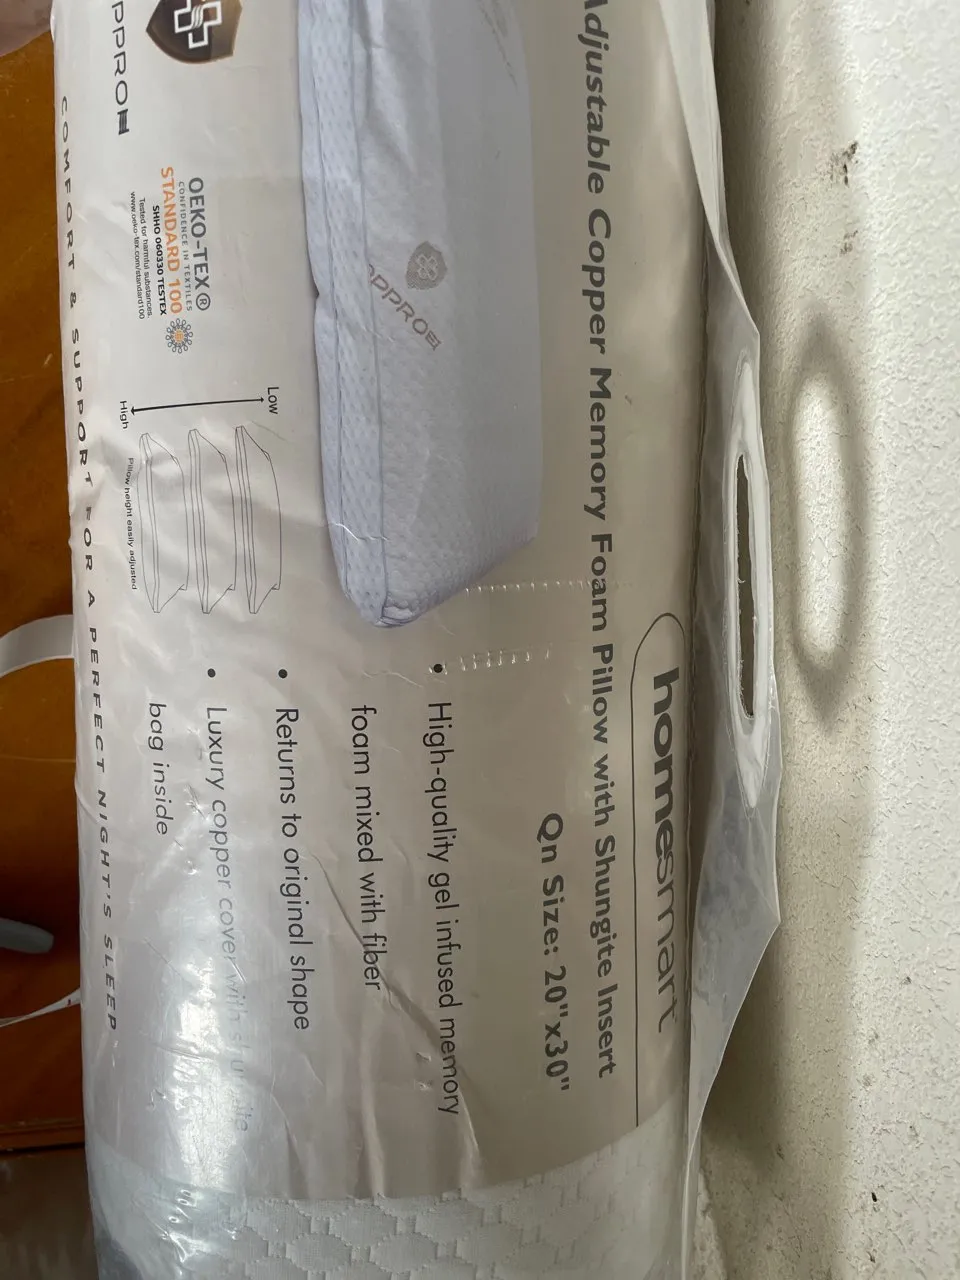 homesmart
Adjustable Copper Memory Foam Pillow with Shungite Insert
Qn Size: 20"x30"
• High-quality gel infused memory
foam mixed with fiber
• Returns to original shape
• Luxury copper cover with shungite
bag inside
OEKO-TEX®
CONFIDENCE IN TEXTILES
STANDARD 100
SHHO 060330 TESTEX
Tested for harmful substances.
www.oeko-tex.com/standard100
Low
High
Pillow height easily adjusted
COMFORT & SUPPORT FOR A PERFECT NIGHT'S SLEEP